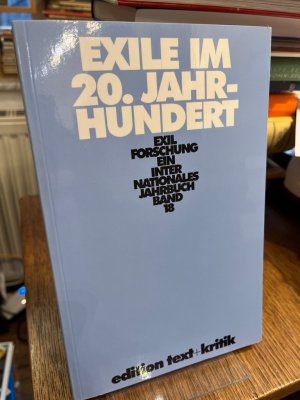 EXILE IM
20. JAHR-
HUNDERT
EXIL
FORSCHUNG
EIN
INTER
NATIONALES
JAHRBUCH
BAND
18
edition text+kritik